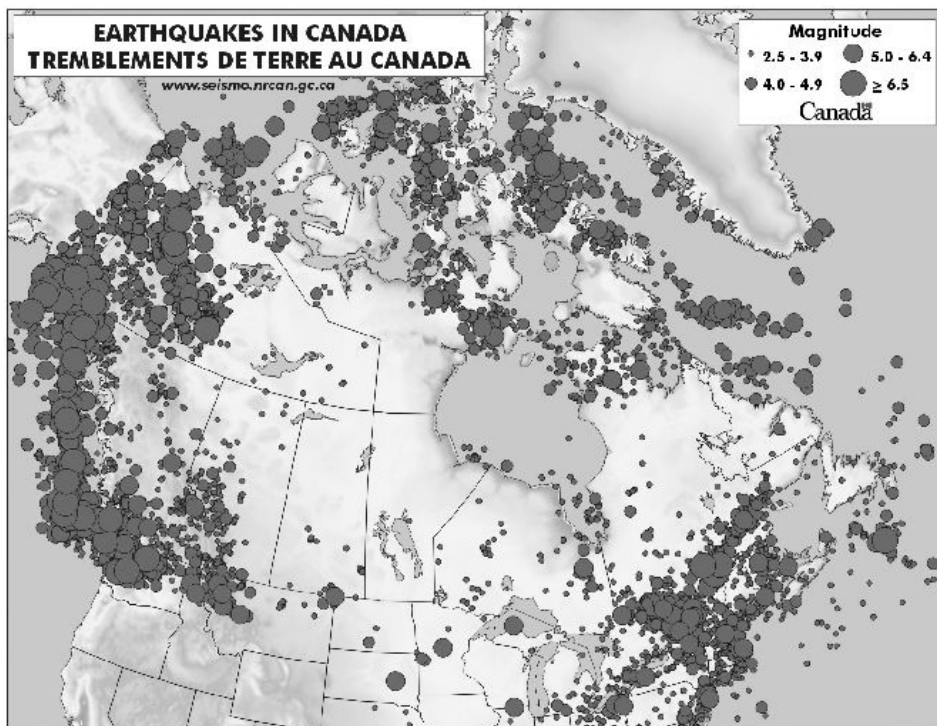 EARTHQUAKES IN CANADA
TREMBLEMENTS DE TERRE AU CANADA
www.seismo.nrcan.gc.ca
Magnitude
2.5 - 3.9 5.0 - 6.4
4.0 - 4.9 ≥ 6.5
Canada